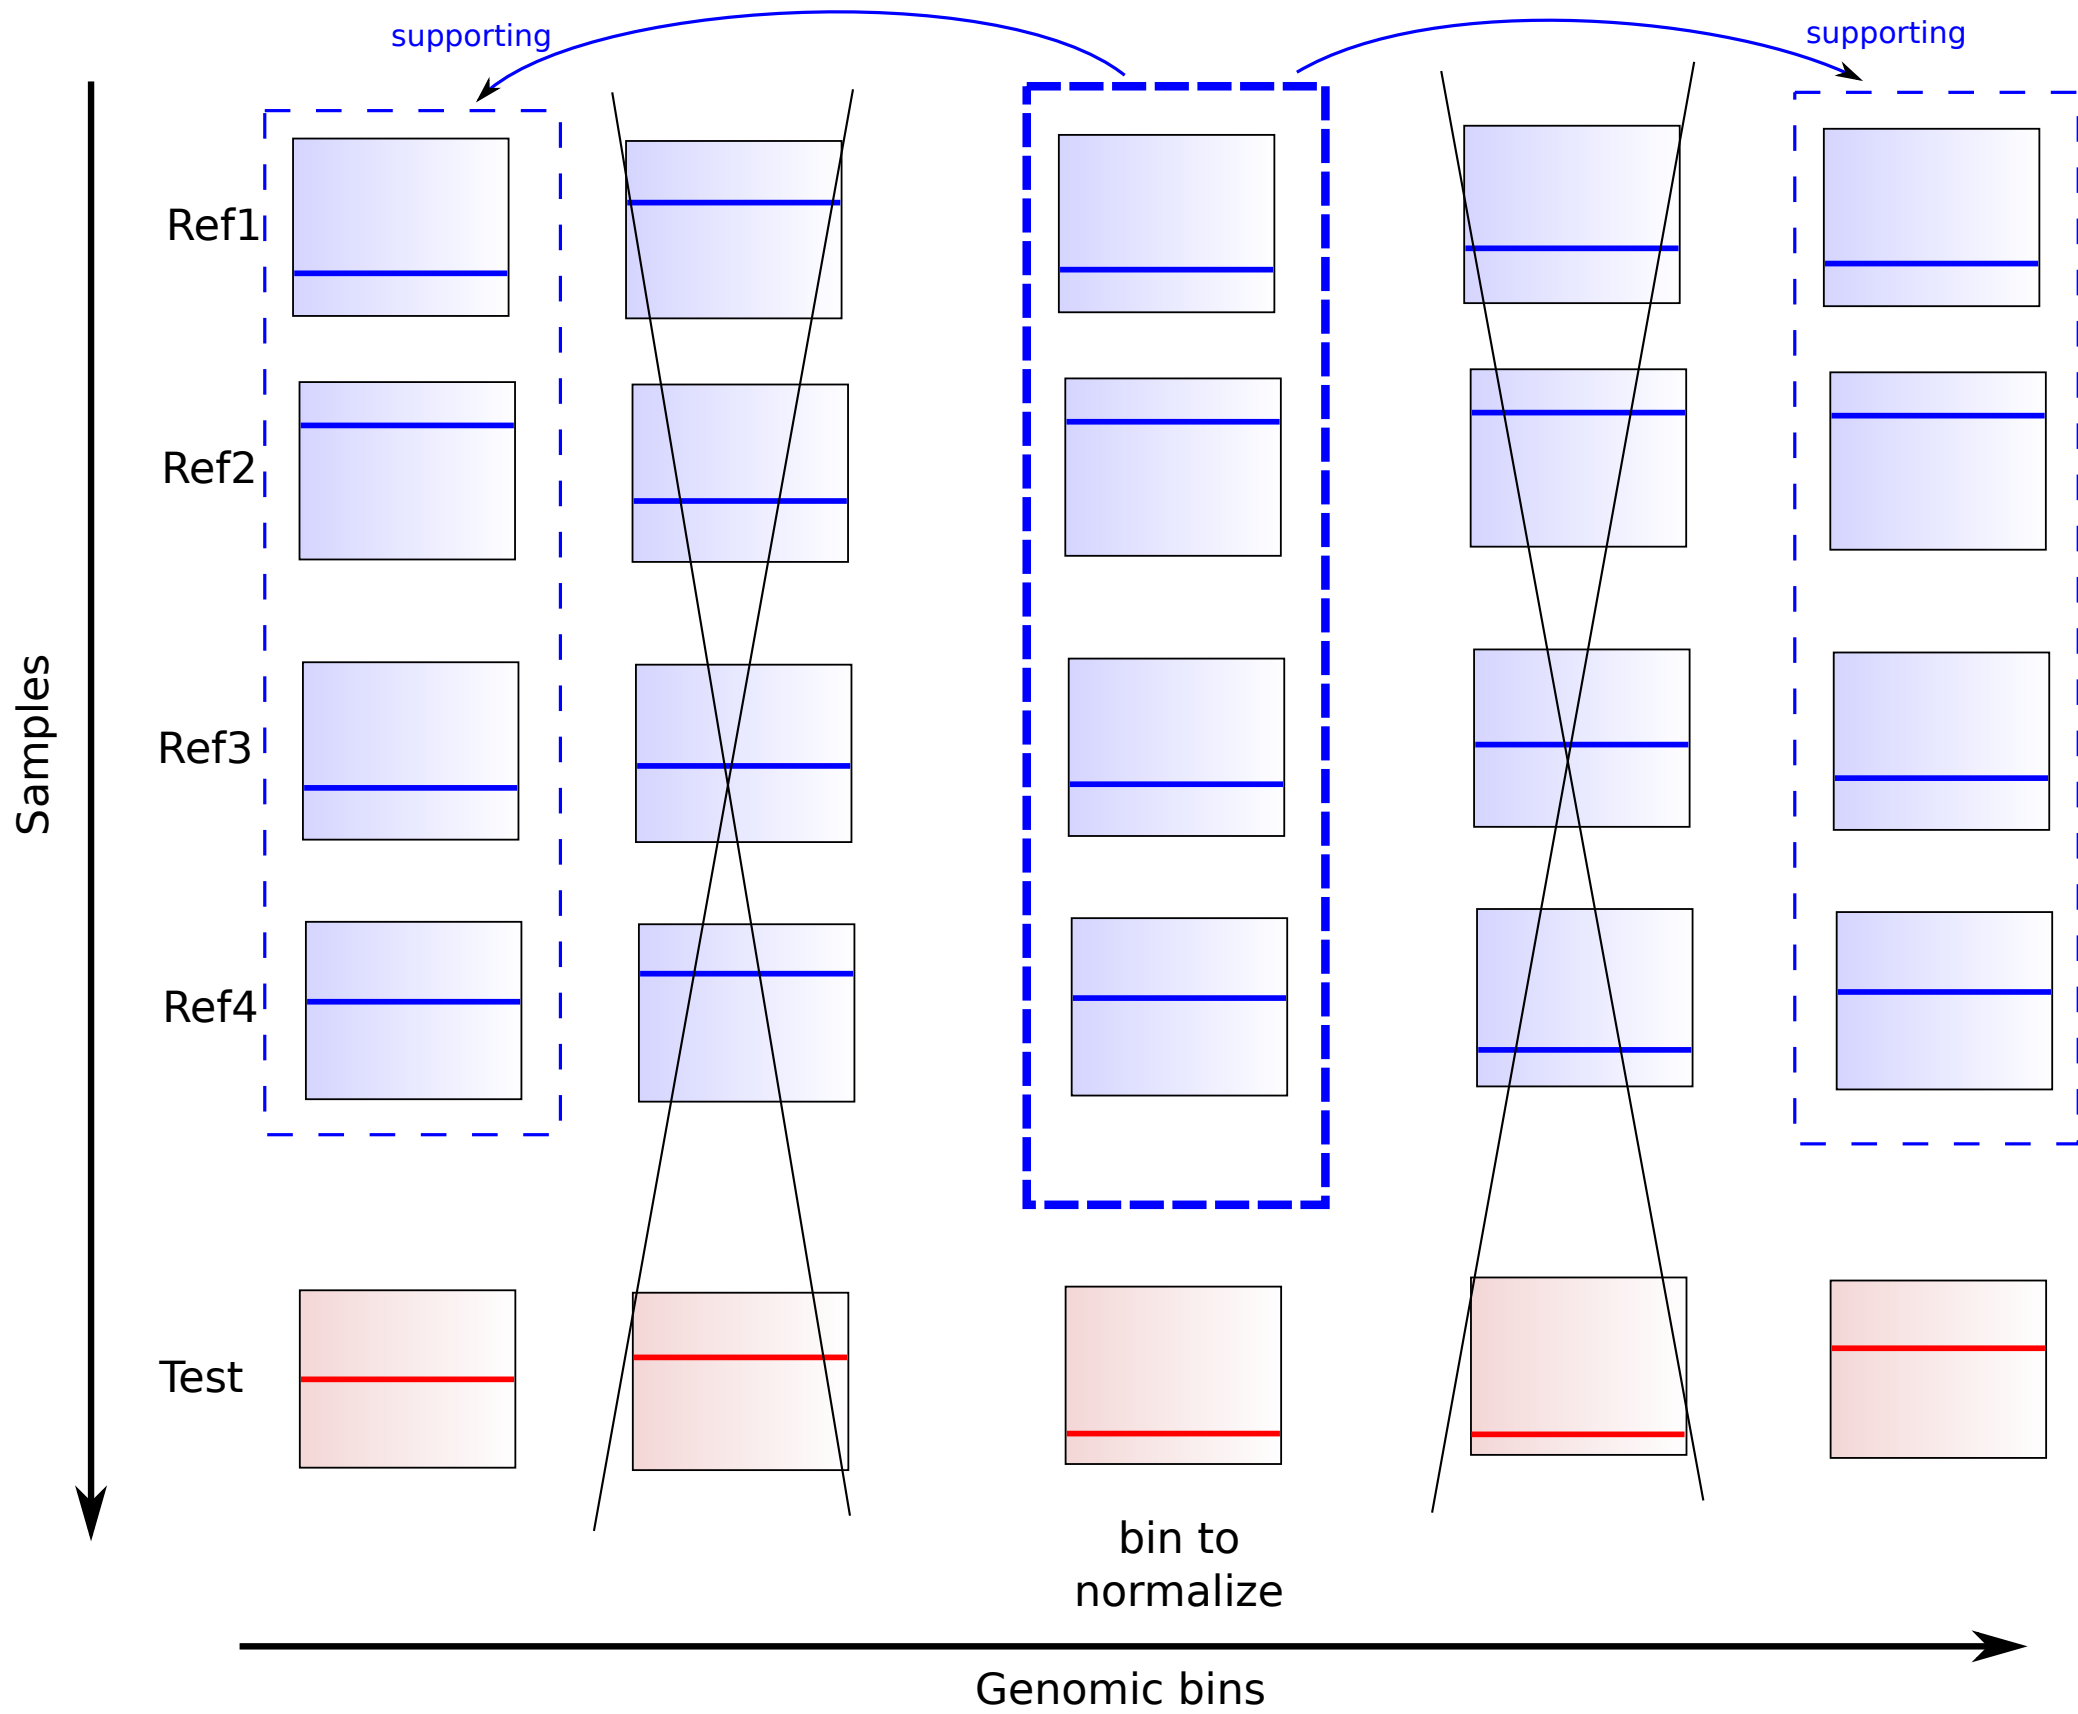 supporting
supporting
Ref1
Ref2
Ref3
Ref4
Test
Samples
bin to
normalize
Genomic bins